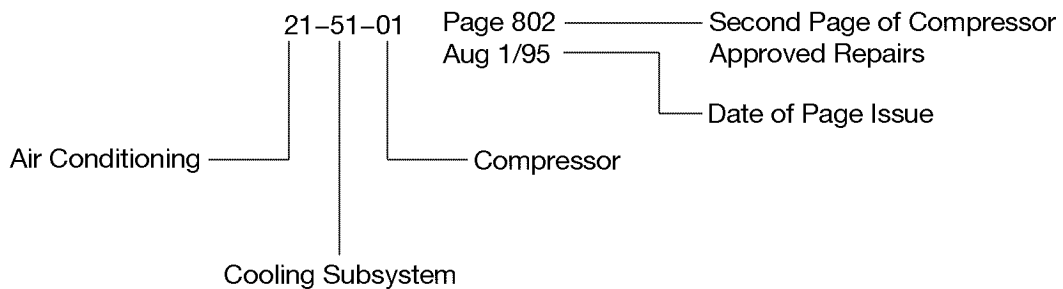 21–51–01
Page 802
Second Page of Compressor
Aug 1/95
Approved Repairs
Date of Page Issue
Air Conditioning
Compressor
Cooling Subsystem